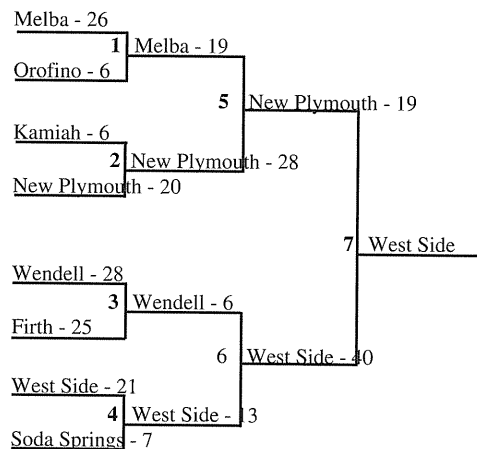 Melba - 26
1
Melba - 19
Orofino - 6
5
New Plymouth - 19
Kamiah - 6
2
New Plymouth - 28
New Plymouth - 20
7
West Side
Wendell - 28
3
Wendell - 6
Firth - 25
6
West Side - 40
West Side - 21
4
West Side - 13
Soda Springs - 7